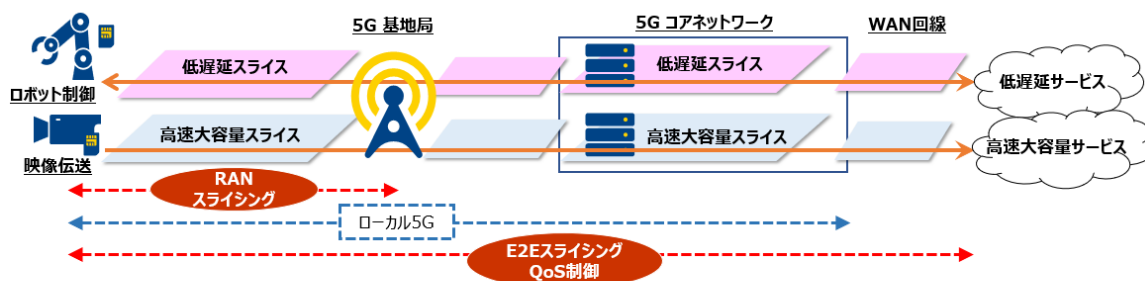 5G 基地局
5G コアネットワーク
WAN回線
低遅延スライス
低遅延スライス
低遅延サービス
ロボット制御
高速大容量スライス
高速大容量スライス
高速大容量サービス
映像伝送
RAN
スライシング
ローカル5G
E2Eスライシング
QoS制御